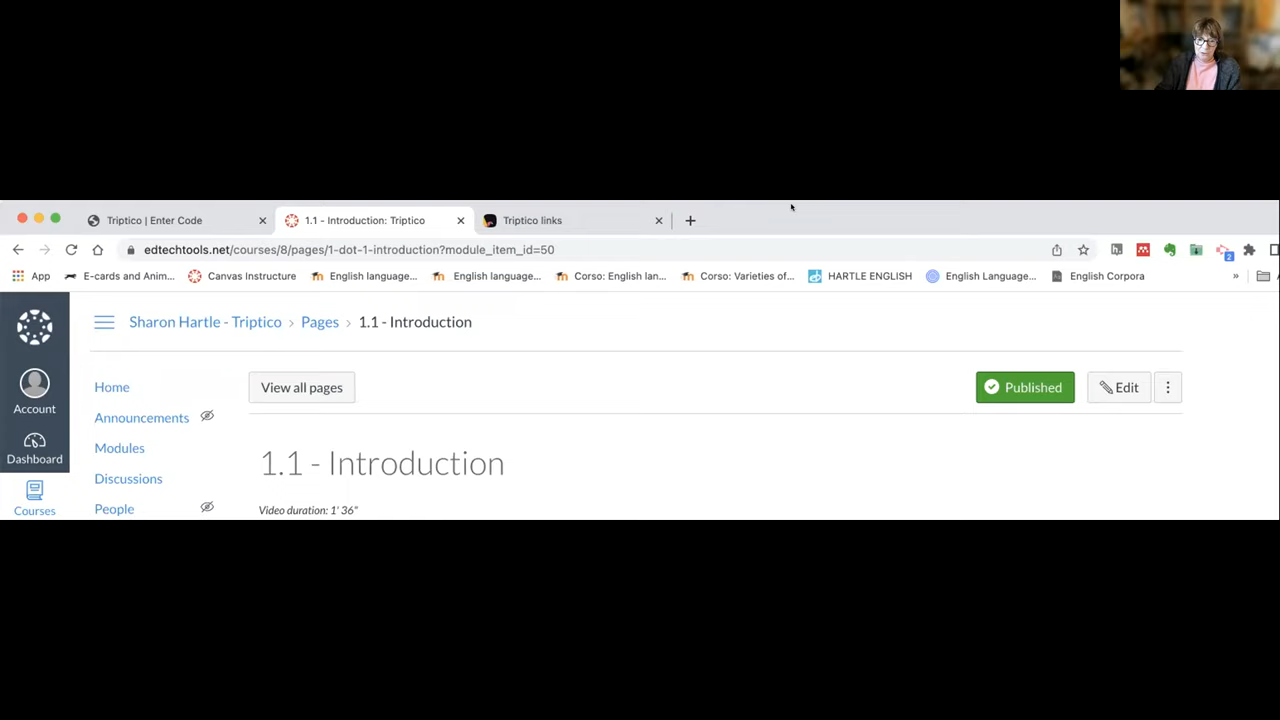 Triptico | Enter Code
1.1 - Introduction: Triptico
Triptico links
edtechtools.net/courses/8/pages/1-dot-1-introduction?module_item_id=50
2
App
E-cards and Anim...
Canvas Instructure
English language...
English language...
Corso: English lan...
Corso: Varieties of...
HARTLE ENGLISH
English Language...
English Corpora
»
Sharon Hartle - Triptico › Pages › 1.1 - Introduction
Account
Dashboard
Courses
Home
Announcements
Modules
Discussions
People
View all pages
Published
Edit
1.1 - Introduction
Video duration: 1' 36"